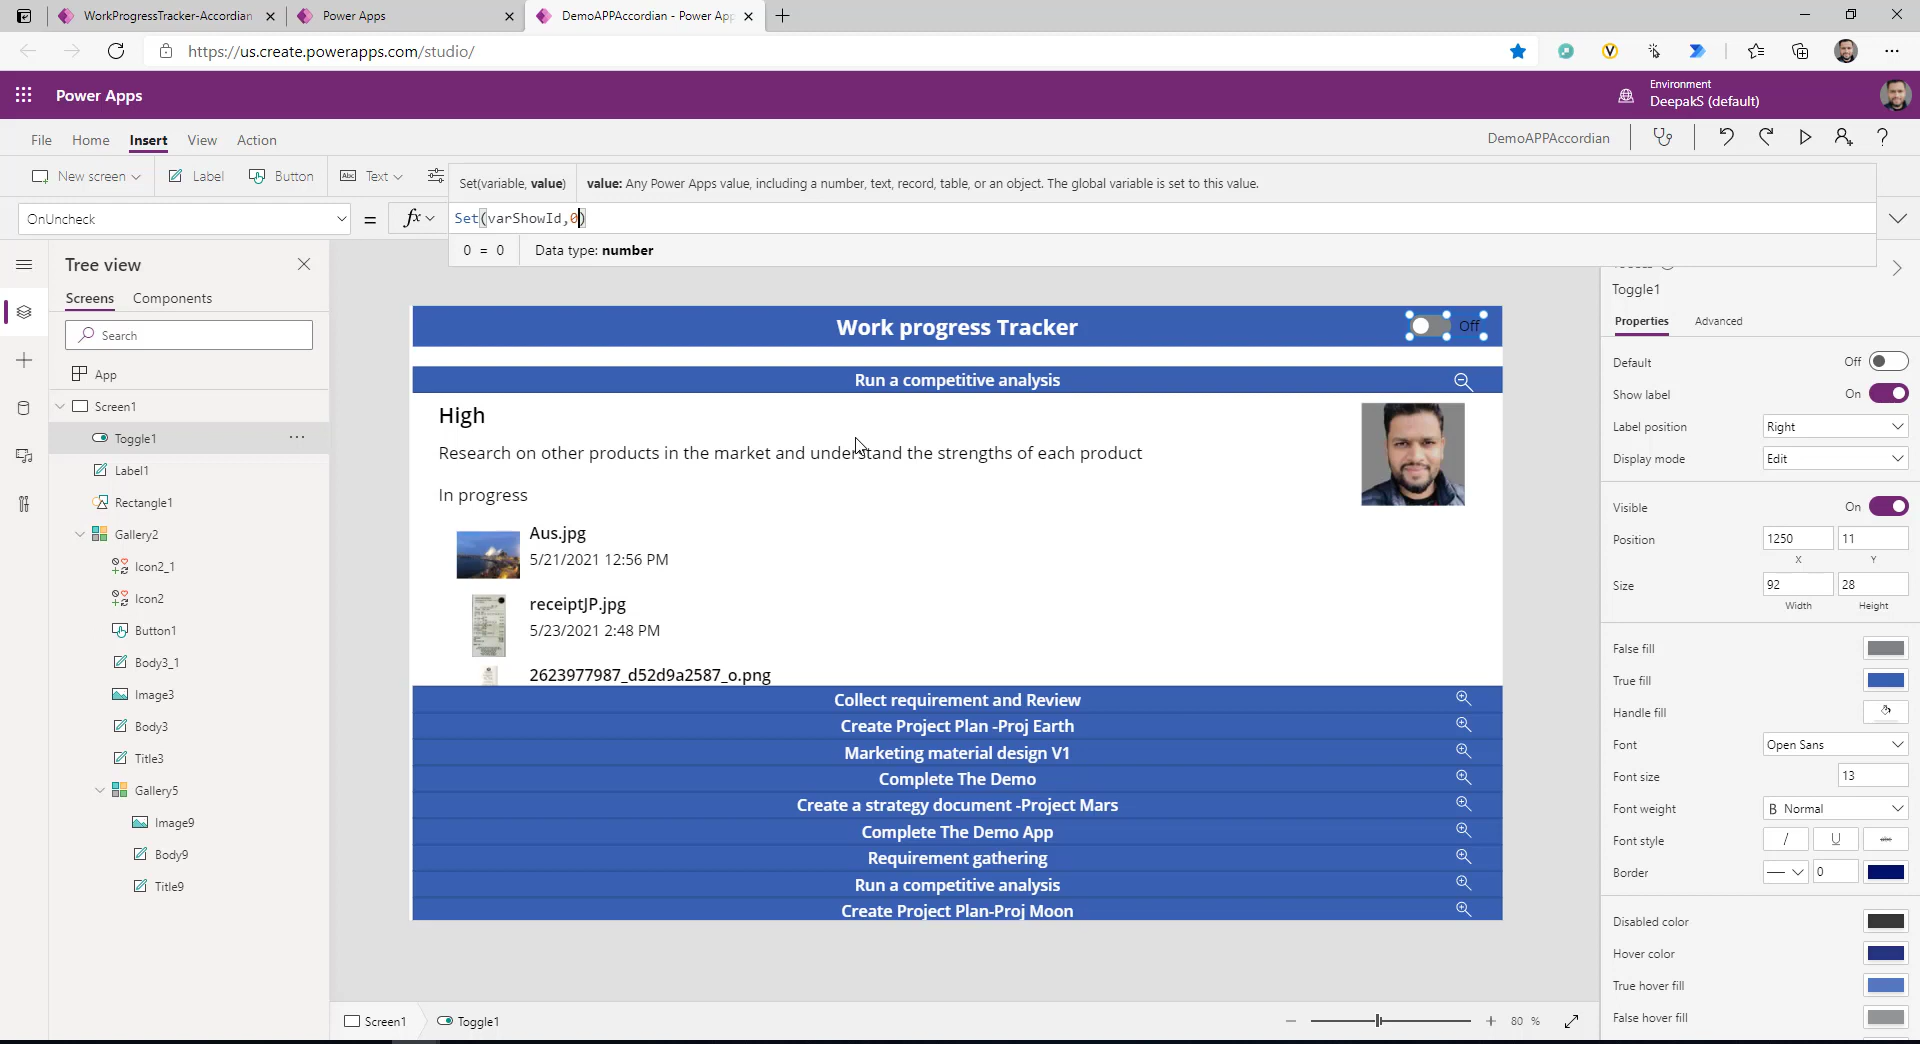 WorkProgressTracker-Accordian
Power Apps
DemoAPPAccordian - Power App
https://us.create.powerapps.com/studio/
Power Apps
Environment
DeepakS (default)
File
Home
Insert
View
Action
DemoAPPAccordian
New screen
Label
Button
Text
Set(variable, value)
value: Any Power Apps value, including a number, text, record, table, or an object. The global variable is set to this value.
OnUncheck
=
fx
Set(varShowId,0)
0 = 0
Data type: number
Tree view
Screens
Components
Search
App
Screen1
Toggle1
Label1
Rectangle1
Gallery2
Icon2_1
Icon2
Button1
Body3_1
Image3
Body3
Title3
Gallery5
Image9
Body9
Title9
Work progress Tracker
Off
Run a competitive analysis
High
Research on other products in the market and understand the strengths of each product
In progress
Aus.jpg
5/21/2021 12:56 PM
receiptJP.jpg
5/23/2021 2:48 PM
2623977987_d52d9a2587_o.png
Collect requirement and Review
Create Project Plan -Proj Earth
Marketing material design V1
Complete The Demo
Create a strategy document -Project Mars
Complete The Demo App
Requirement gathering
Run a competitive analysis
Create Project Plan-Proj Moon
Screen1
Toggle1
80 %
Toggle1
Properties
Advanced
Default
Off
Show label
On
Label position
Right
Display mode
Edit
Visible
On
Position
1250
11
X
Y
Size
92
28
Width
Height
False fill
True fill
Handle fill
Font
Open Sans
Font size
13
Font weight
B Normal
Font style
/
U
abc
Border
0
Disabled color
Hover color
True hover fill
False hover fill